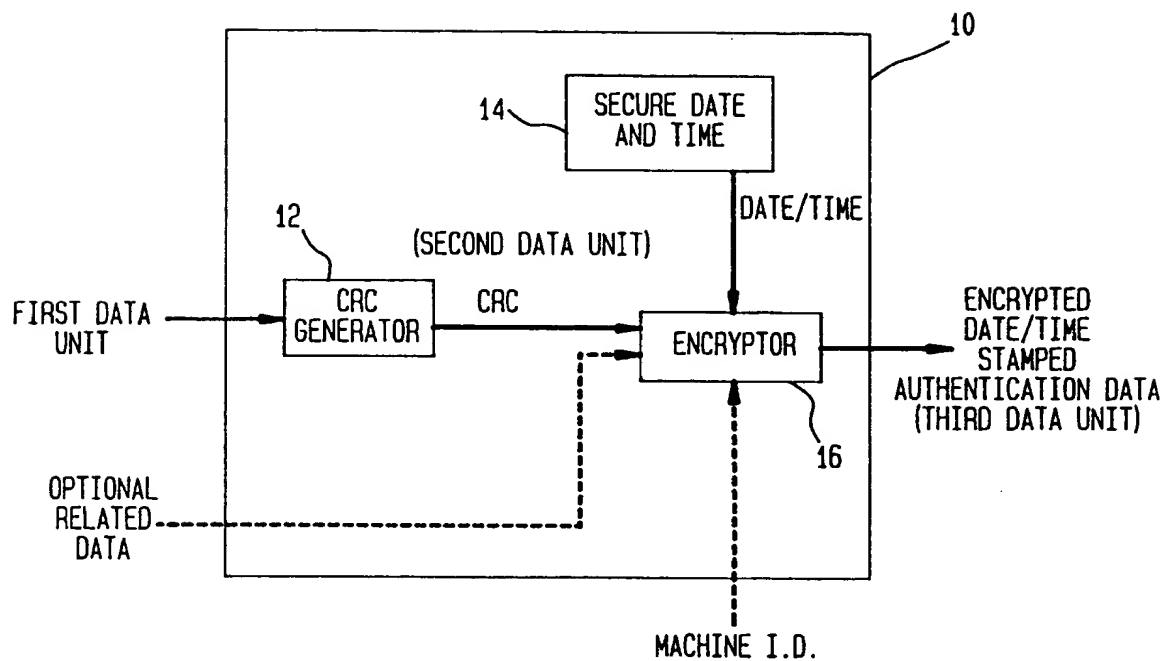 10
14
SECURE DATE
AND TIME
DATE/TIME
12
(SECOND DATA UNIT)
FIRST DATA
UNIT
CRC
GENERATOR
CRC
ENCRYPTOR
ENCRYPTED
DATE/TIME
STAMPED
AUTHENTICATION DATA
(THIRD DATA UNIT)
16
OPTIONAL
RELATED
DATA
MACHINE I.D.